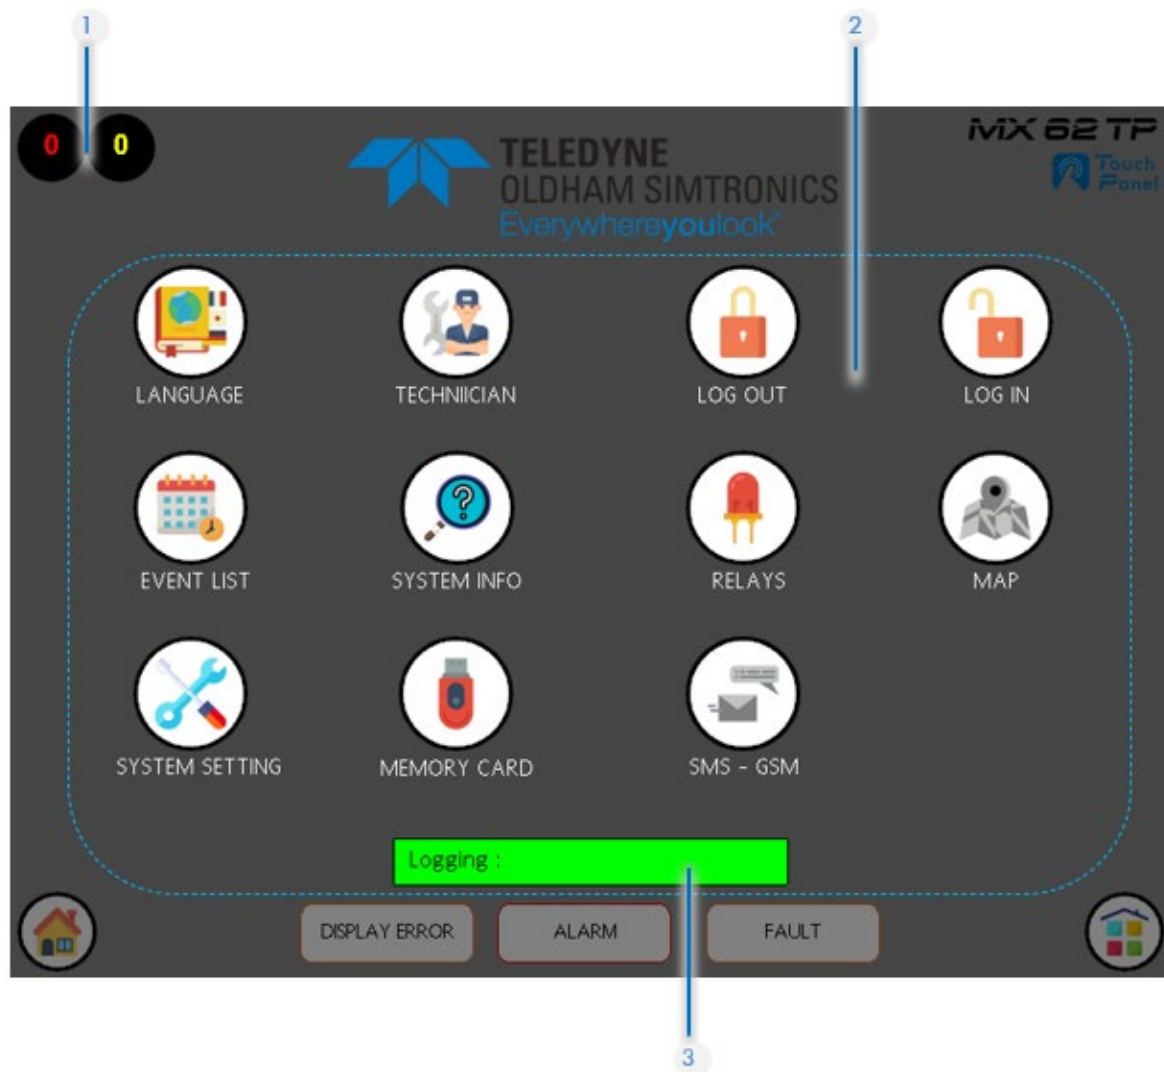 1
2
0 0
MX 62 TP
Touch
Panel
TELEDYNE
OLDHAM SIMTRONICS
Everywhereyoulook™
LANGUAGE TECHNIICIAN LOG OUT LOG IN
EVENT LIST SYSTEM INFO RELAYS MAP
SYSTEM SETTING MEMORY CARD SMS - GSM
Logging :
DISPLAY ERROR ALARM FAULT
3